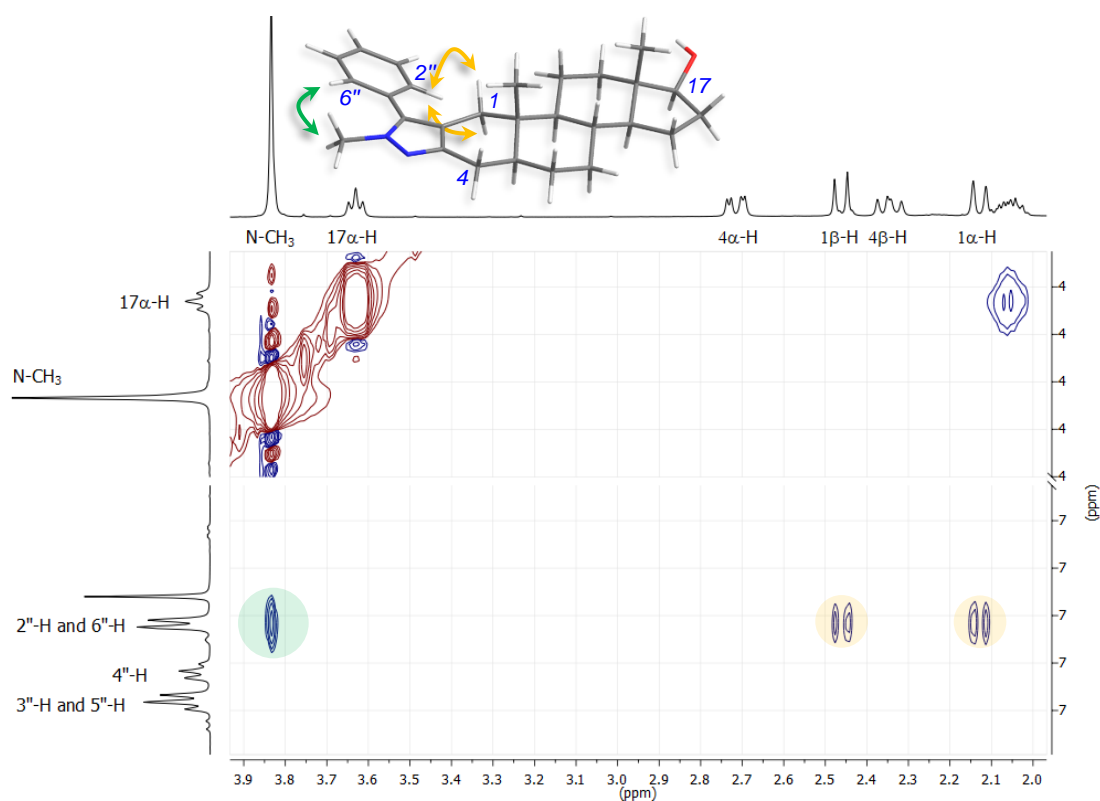 2''
6''
1
17
4
N-CH3
17α-H
4α-H
1β-H
4β-H
1α-H
17α-H
N-CH3
2''-H and 6''-H
4''-H
3''-H and 5''-H
4
4
4
4
4
7
7
7
7
7
(ppm)
3.9 3.8 3.7 3.6 3.5 3.4 3.3 3.2 3.1 3.0 2.9 2.8 2.7 2.6 2.5 2.4 2.3 2.2 2.1 2.0
(ppm)